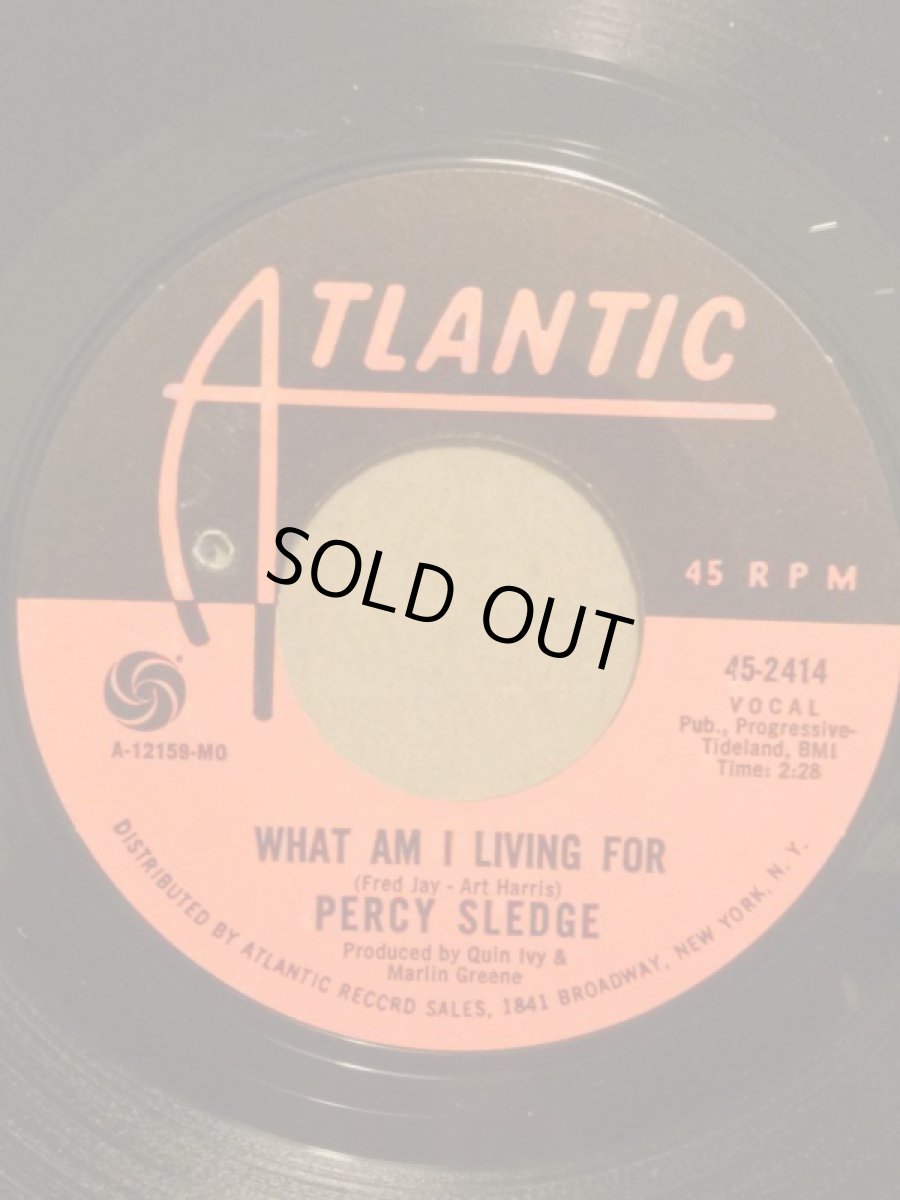 ATLANTIC
45 RPM
SOLD OUT
45-2414
VOCAL
Pub., Progressive-
Tideland, BMI
Time: 2:28
A-12159-MO
WHAT AM I LIVING FOR
(Fred Jay - Art Harris)
PERCY SLEDGE
Produced by Quin Ivy &
Marlin Greene
DISTRIBUTED BY ATLANTIC RECORD SALES, 1841 BROADWAY, NEW YORK, N. Y.